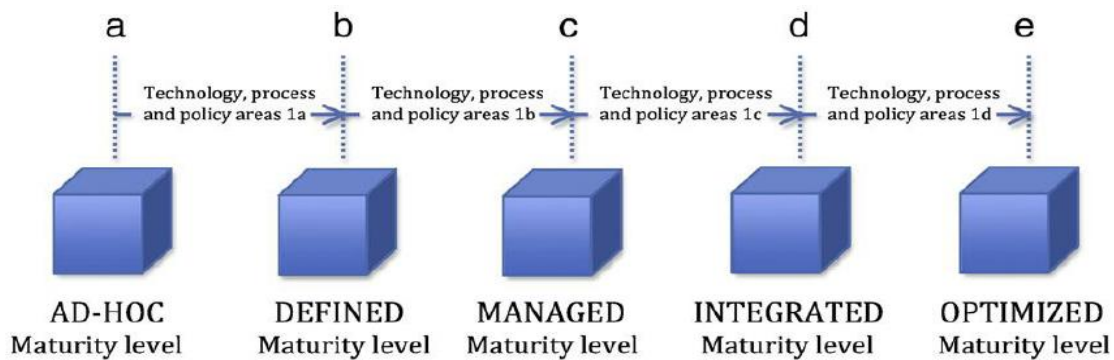 a b c d e
Technology, process Technology, process Technology, process Technology, process
and policy areas 1a and policy areas 1b and policy areas 1c and policy areas 1d
AD-HOC DEFINED MANAGED INTEGRATED OPTIMIZED
Maturity level Maturity level Maturity level Maturity level Maturity level